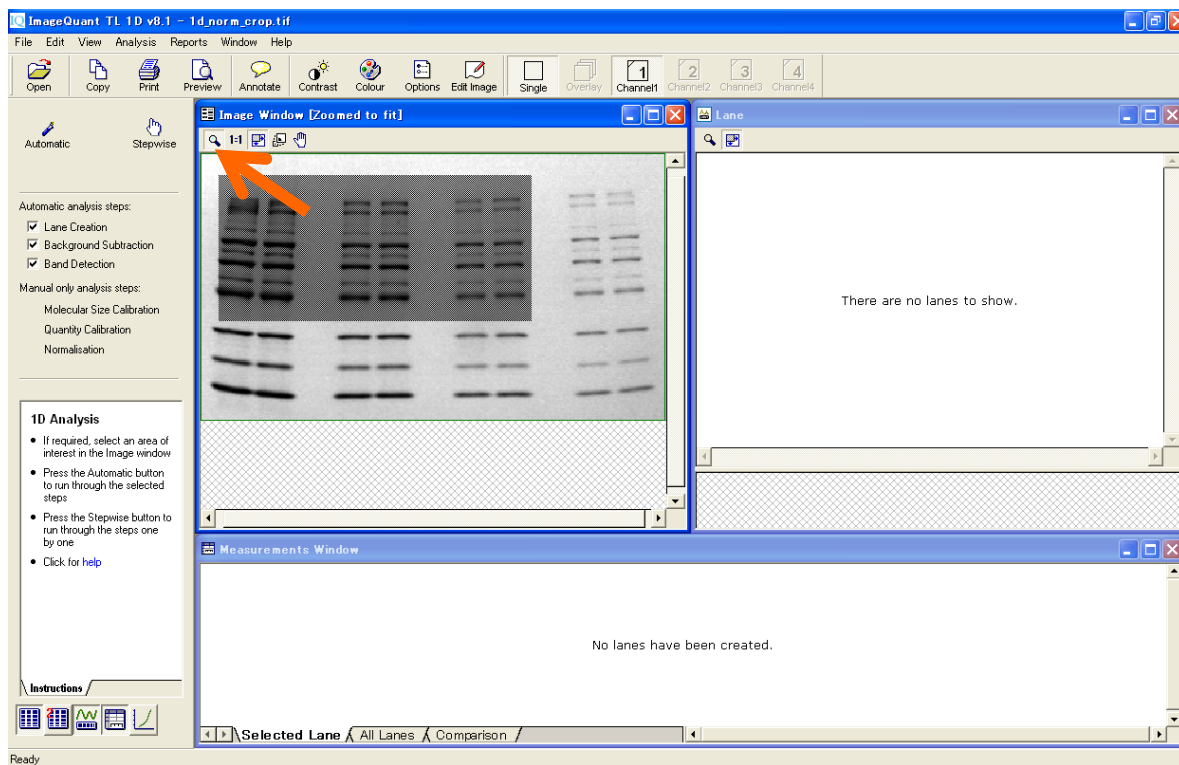 ImageQuant TL 1D v8.1 - 1d_norm_crop.tif
File Edit View Analysis Reports Window Help
Open Copy Print Preview Annotate Contrast Colour Options Edit Image Single Overlay Channel1 Channel2 Channel3 Channel4
1 2 3 4
Automatic Stepwise
Automatic analysis steps:
Lane Creation
Background Subtraction
Band Detection
Manual only analysis steps:
Molecular Size Calibration
Quantity Calibration
Normalisation
1D Analysis
• If required, select an area of
interest in the Image window
• Press the Automatic button
to run through the selected
steps
• Press the Stepwise button to
run through the steps one
by one
• Click for help
Instructions
Image Window [Zoomed to fit]
1:1
Lane
There are no lanes to show.
Measurements Window
No lanes have been created.
Selected Lane All Lanes Comparison
Ready